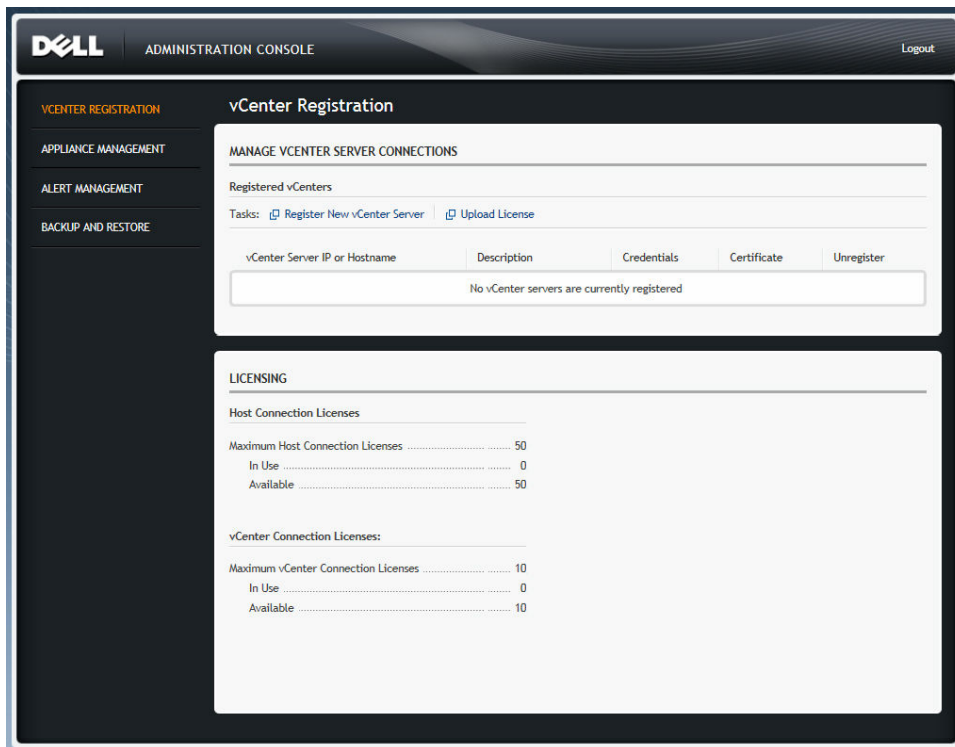 DELL ADMINISTRATION CONSOLE Logout
VCENTER REGISTRATION
APPLIANCE MANAGEMENT
ALERT MANAGEMENT
BACKUP AND RESTORE
vCenter Registration
MANAGE VCENTER SERVER CONNECTIONS
Registered vCenters
Tasks: Register New vCenter Server Upload License
vCenter Server IP or Hostname Description Credentials Certificate Unregister
No vCenter servers are currently registered
LICENSING
Host Connection Licenses
Maximum Host Connection Licenses 50
In Use 0
Available 50
vCenter Connection Licenses:
Maximum vCenter Connection Licenses 10
In Use 0
Available 10